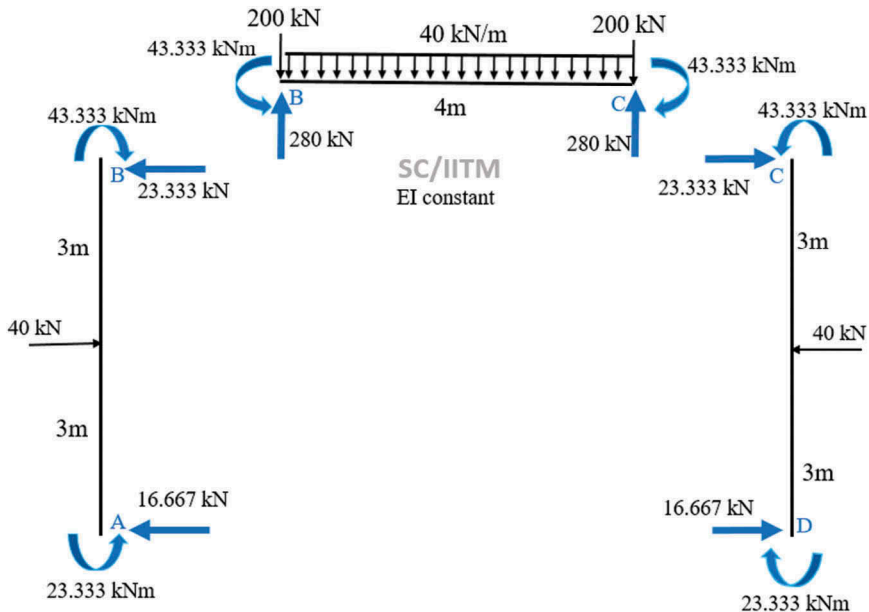 200 kN
200 kN
43.333 kNm
40 kN/m
43.333 kNm
B
4m
C
43.333 kNm
280 kN
280 kN
43.333 kNm
B
23.333 kN
SC/IITM
EI constant
23.333 kN
C
3m
3m
40 kN
40 kN
3m
3m
16.667 kN
16.667 kN
A
D
23.333 kNm
23.333 kNm